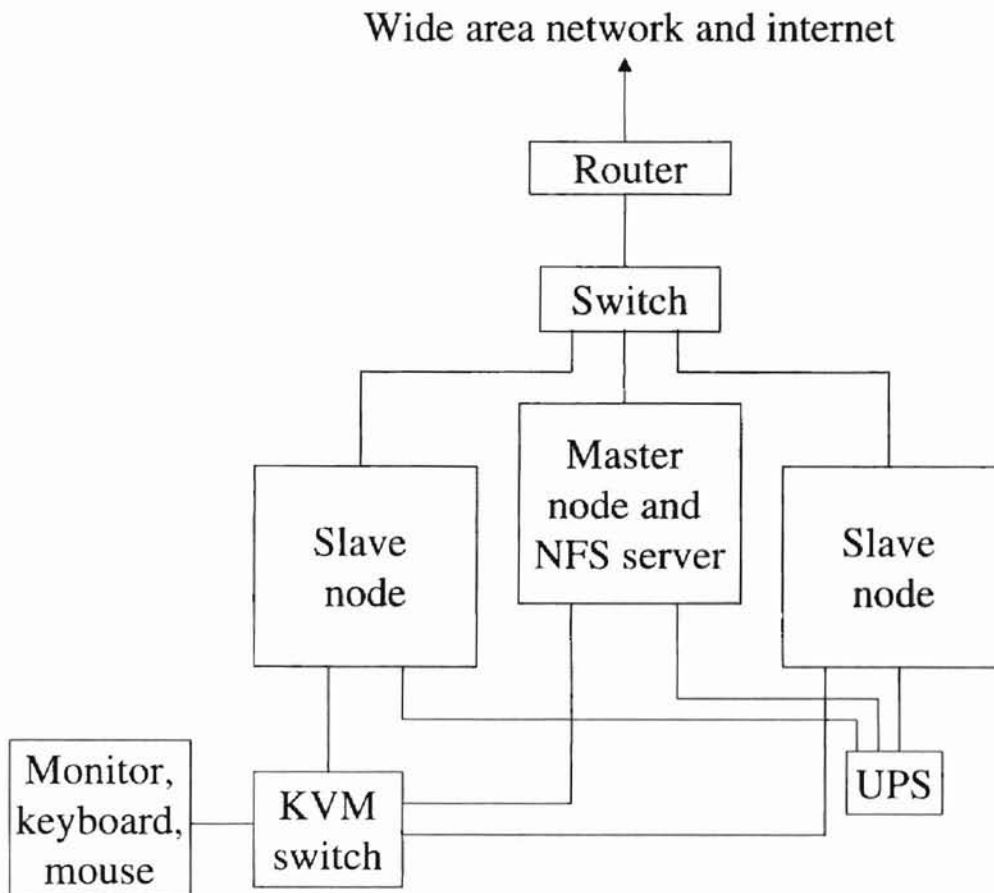 Wide area network and internet
Router
Switch
Master
node and
NFS server
Slave
node
Slave
node
Monitor,
keyboard,
mouse
KVM
switch
UPS